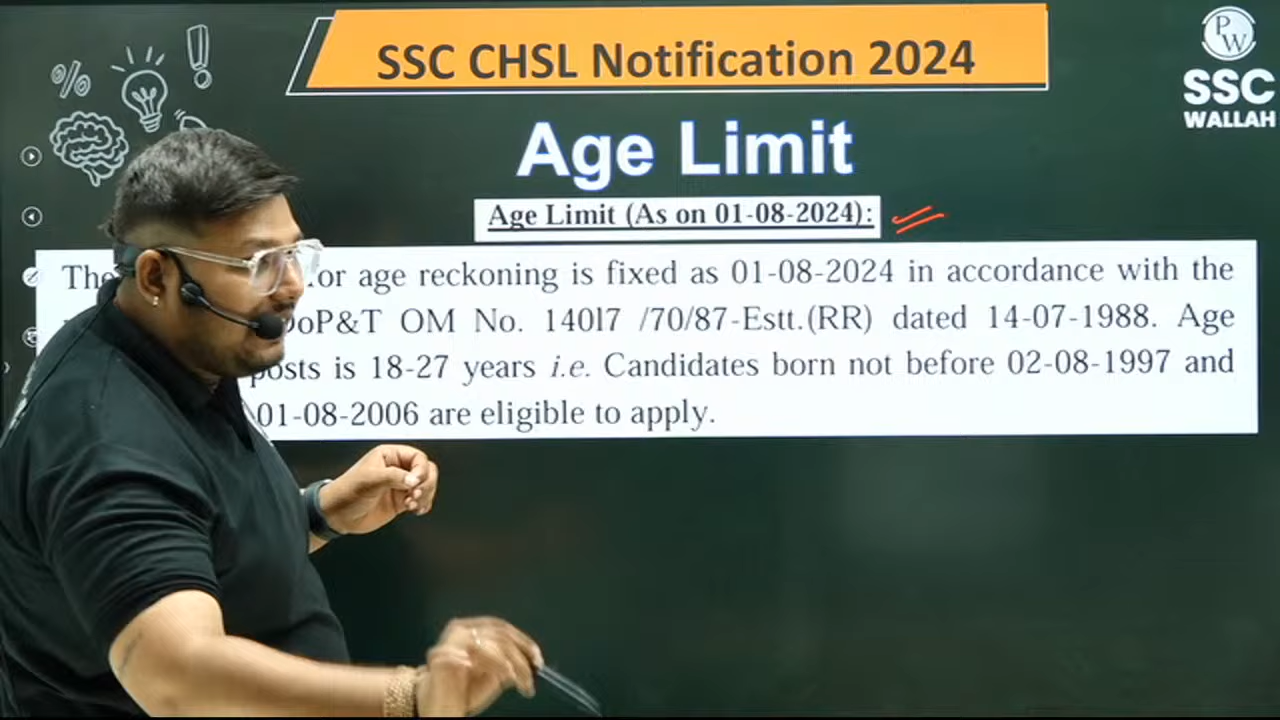 SSC CHSL Notification 2024
PW
SSC
WALLAH
%
Age Limit
Age Limit (As on 01-08-2024):
The or age reckoning is fixed as 01-08-2024 in accordance with the
DoP&T OM No. 140l7 /70/87-Estt.(RR) dated 14-07-1988. Age
posts is 18-27 years i.e. Candidates born not before 02-08-1997 and
01-08-2006 are eligible to apply.